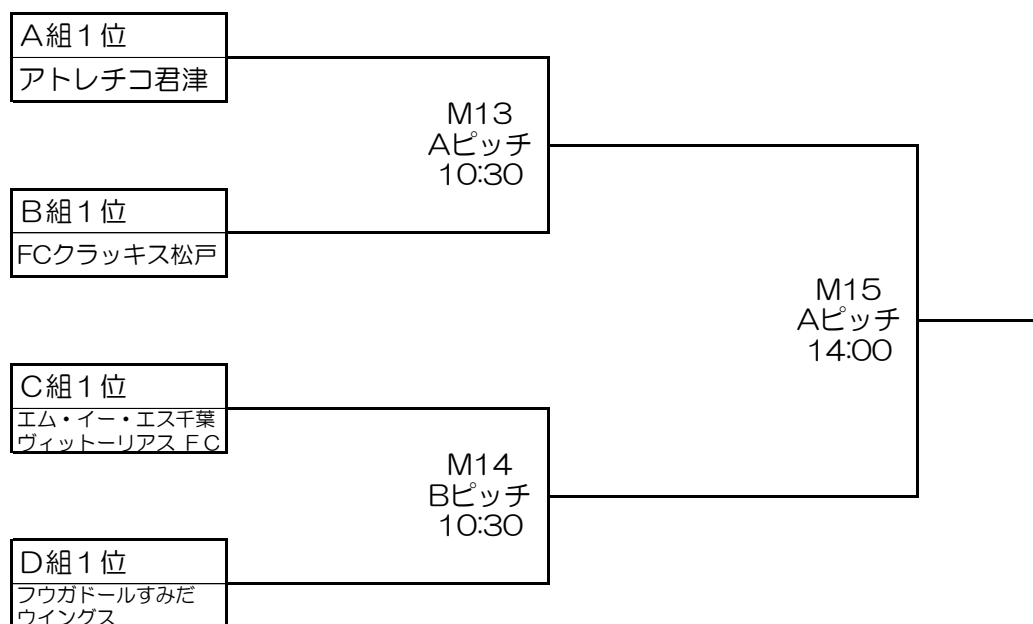 A組1位
アトレチコ君津
M13
Aピッチ
10:30
B組1位
FCクラッキス松戸
M15
Aピッチ
14:00
C組1位
エム・イー・エス千葉
ヴィットーリアス FC
M14
Bピッチ
10:30
D組1位
フウガドールすみだ
ウイングス